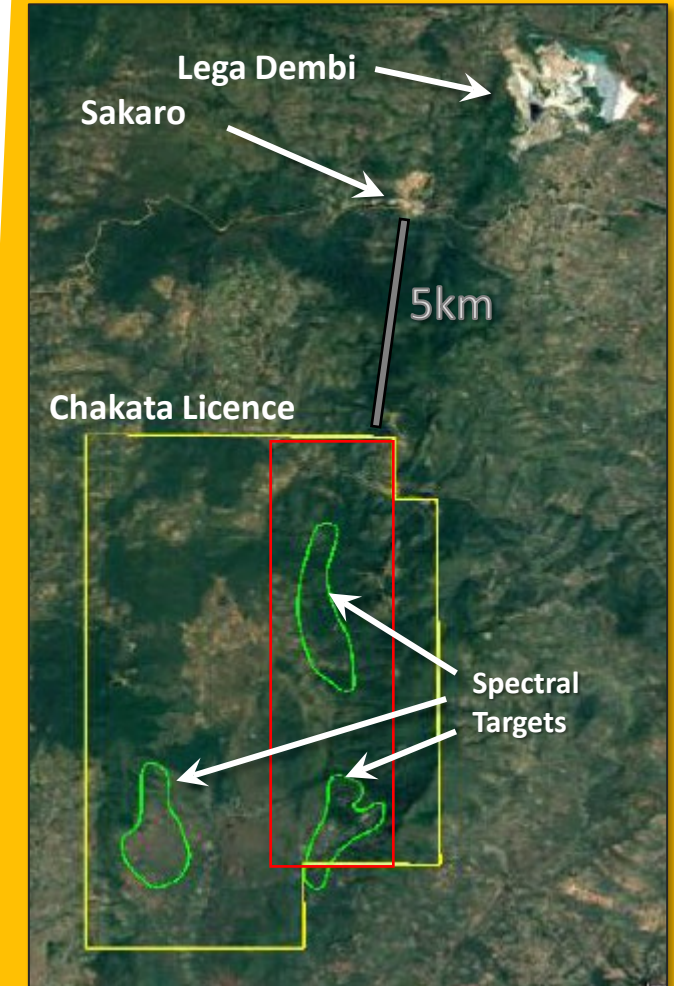 Lega Dembi
Sakaro
5km
Chakata Licence
Spectral
Targets